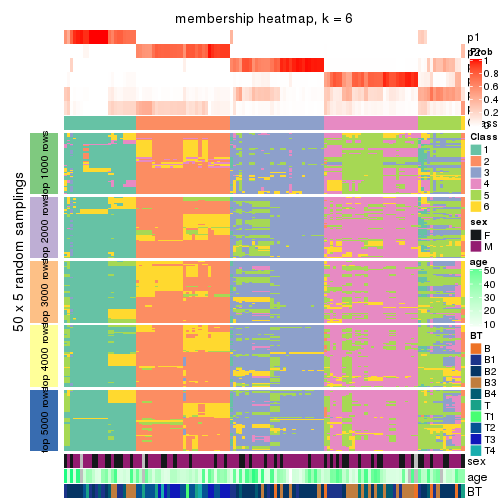 membership heatmap, k = 6
p1
p2
Prob
1
0.8
0.6
0.4
0.2
0
Class
1
2
3
4
5
6
sex
F
M
age
50
40
30
20
10
BT
B
B1
B2
B3
B4
T
T1
T2
T3
T4
50 x 5 random samplings
top 1000 rows
top 2000 rows
top 3000 rows
top 4000 rows
top 5000 rows
sex
age
BT